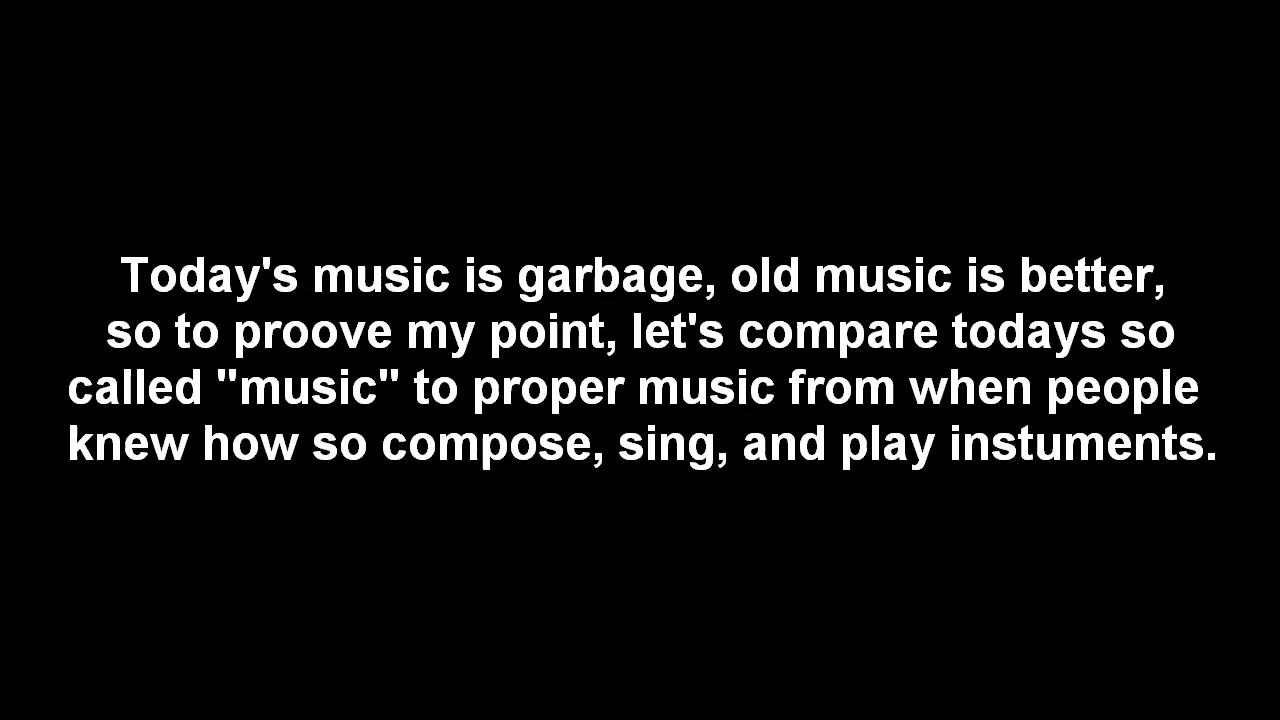 Today's music is garbage, old music is better,
so to proove my point, let's compare todays so
called "music" to proper music from when people
knew how so compose, sing, and play instuments.